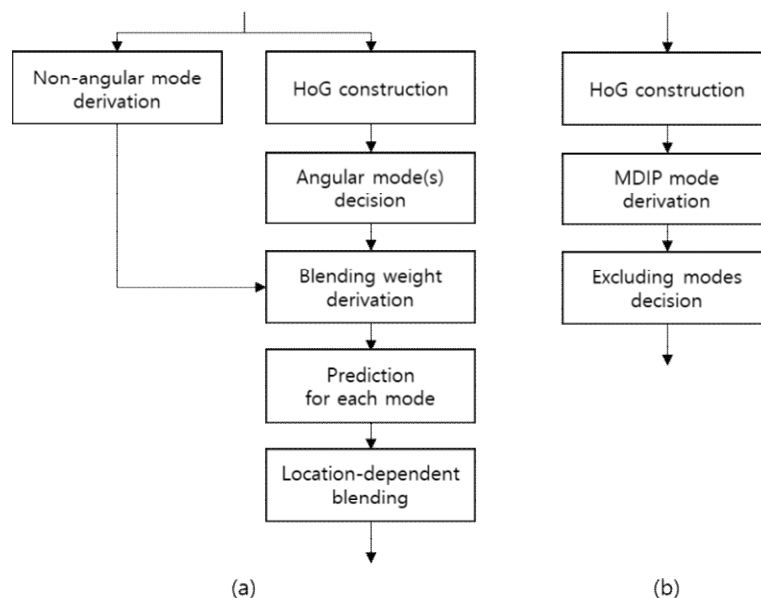 Non-angular mode
derivation
HoG construction
Angular mode(s)
decision
Blending weight
derivation
Prediction
for each mode
Location-dependent
blending
(a)
HoG construction
MDIP mode
derivation
Excluding modes
decision
(b)